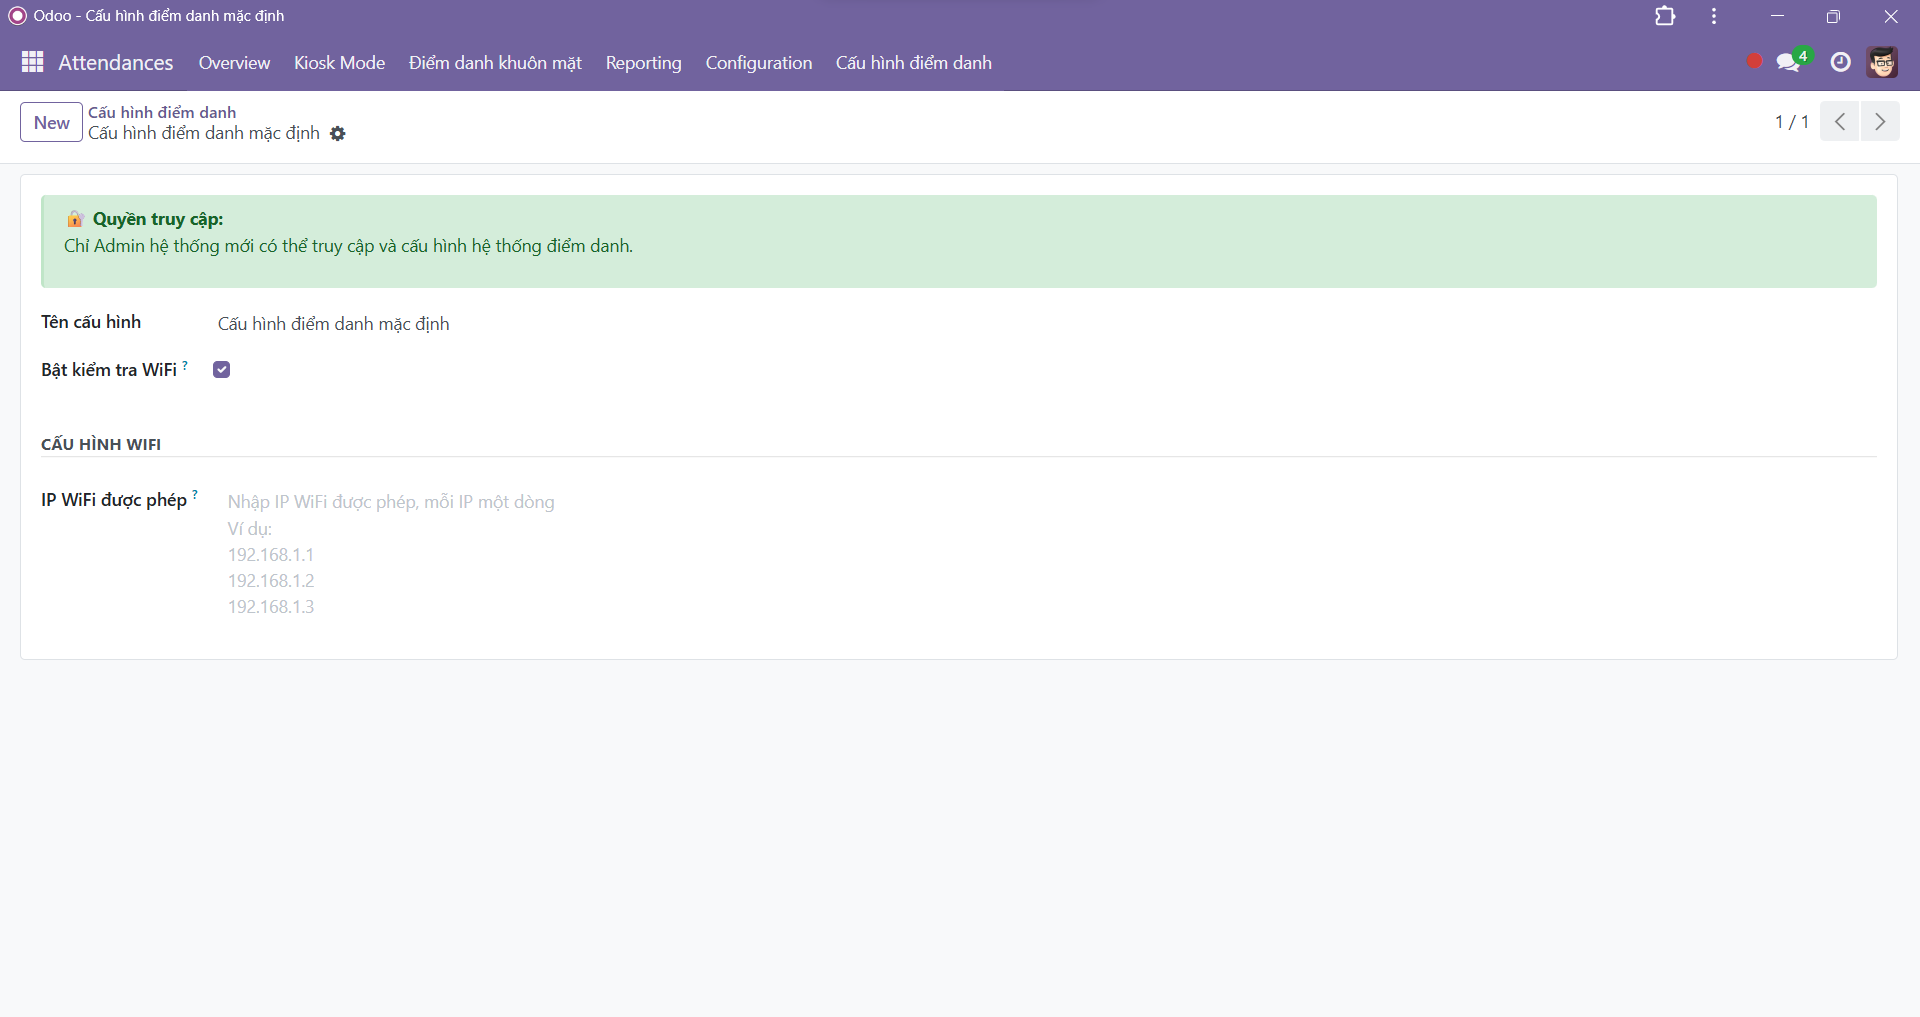 Odoo - Cấu hình điểm danh mặc định
Attendances Overview Kiosk Mode Điểm danh khuôn mặt Reporting Configuration Cấu hình điểm danh 4
New
Cấu hình điểm danh
Cấu hình điểm danh mặc định
1 / 1
Quyền truy cập:
Chỉ Admin hệ thống mới có thể truy cập và cấu hình hệ thống điểm danh.
Tên cấu hình Cấu hình điểm danh mặc định
Bật kiểm tra WiFi ?
CẤU HÌNH WIFI
IP WiFi được phép ? Nhập IP WiFi được phép, mỗi IP một dòng
Ví dụ:
192.168.1.1
192.168.1.2
192.168.1.3